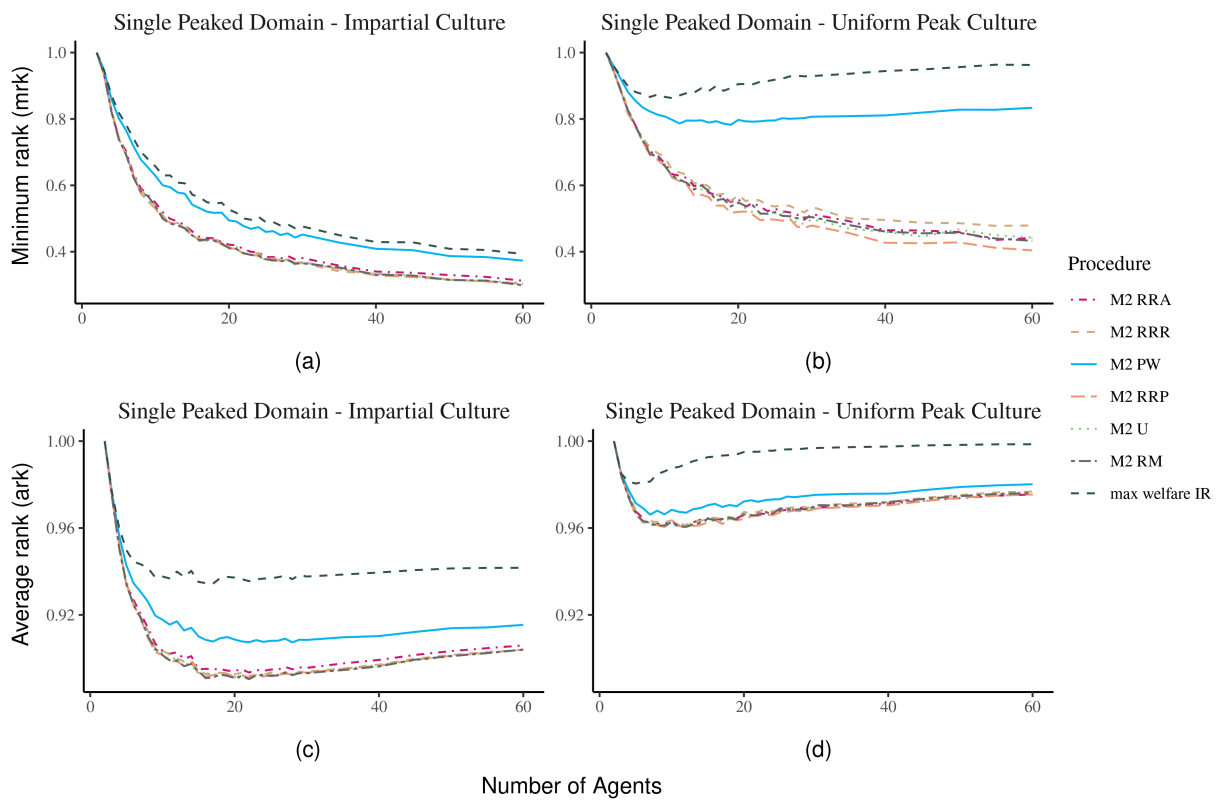 Single Peaked Domain - Impartial Culture
Single Peaked Domain - Uniform Peak Culture
Minimum rank (mrk)
1.0
0.8
0.6
0.4
0
20
40
60
(a)
1.0
0.8
0.6
0.4
0
20
40
60
(b)
Procedure
M2 RRA
M2 RRR
M2 PW
M2 RRP
M2 U
M2 RM
max welfare IR
Single Peaked Domain - Impartial Culture
Single Peaked Domain - Uniform Peak Culture
Average rank (ark)
1.00
0.96
0.92
0
20
40
60
(c)
1.00
0.96
0.92
0
20
40
60
(d)
Number of Agents